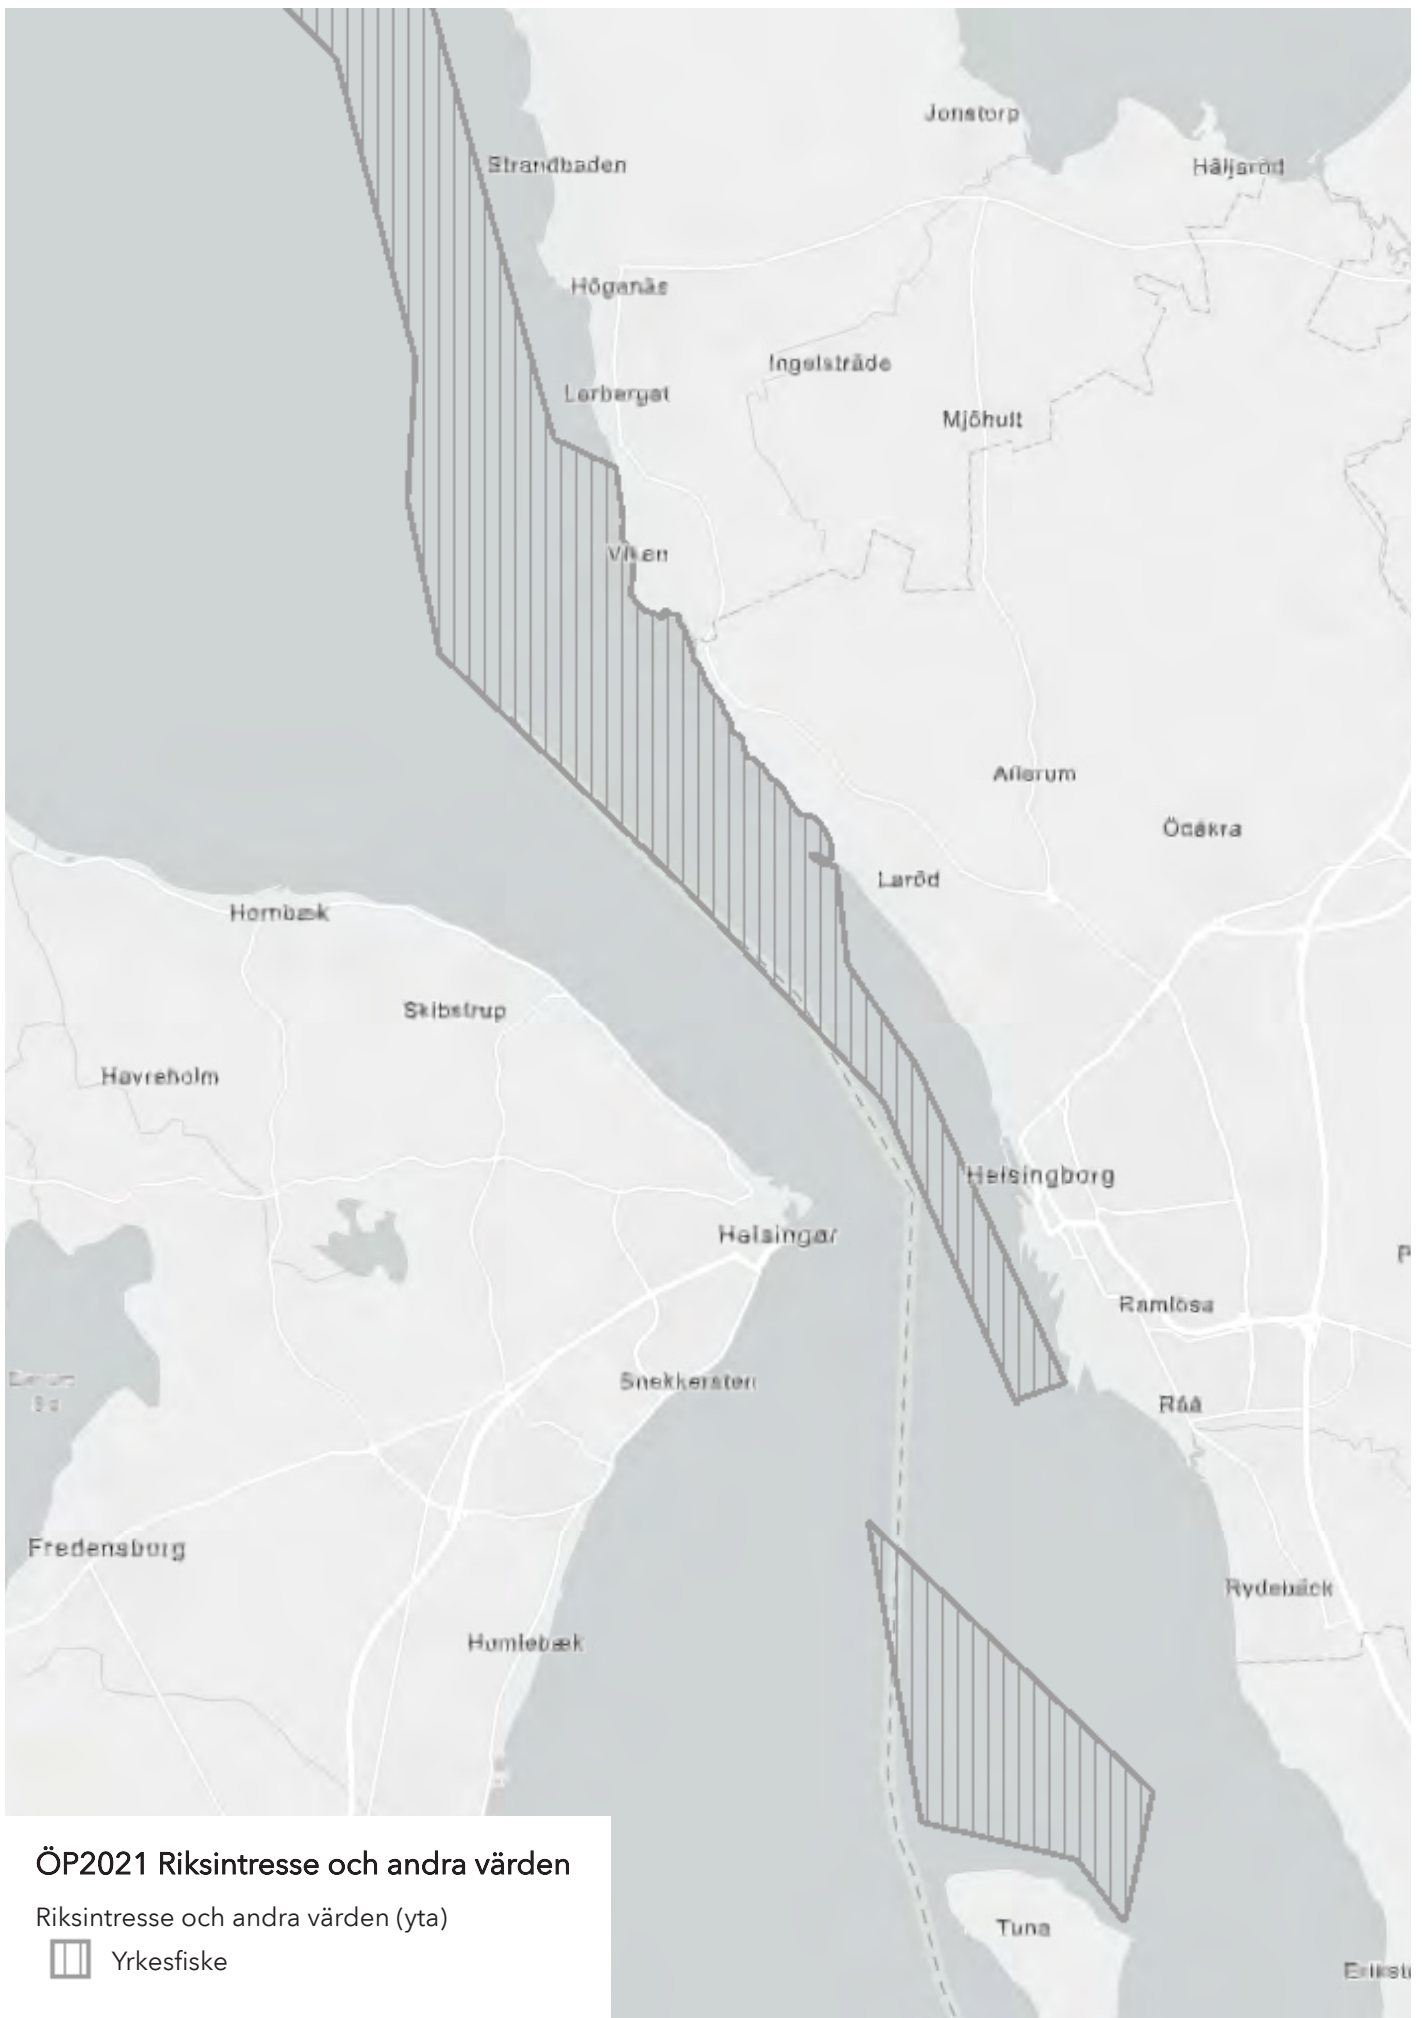 Jonstorp
Strandbaden
Häljaröd
Höganäs
Ingelsträde
Lerberget
Mjöhult
Viken
Allerum
Ödåkra
Laröd
Hornbæk
Skibstrup
Havreholm
Helsingborg
Helsingør
P
Ramlösa
Snekkersten
Råå
Fredensborg
Rydebäck
Humlebæk
ÖP2021 Riksintresse och andra värden
Riksintresse och andra värden (yta)
Tuna
Yrkesfiske